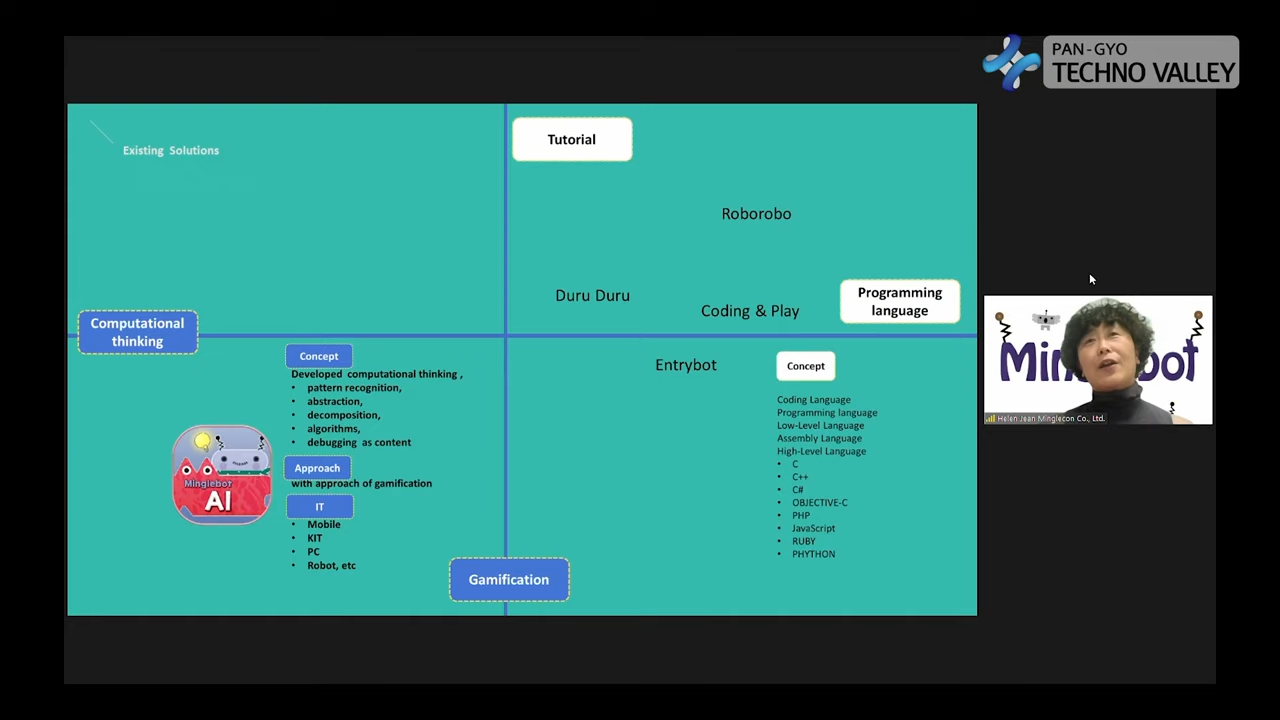 PAN-GYO
TECHNO VALLEY
Existing Solutions
Tutorial
Roborobo
Duru Duru
Coding & Play
Programming
language
Computational
thinking
Concept
Developed computational thinking ,
• pattern recognition,
• abstraction,
• decomposition,
• algorithms,
• debugging as content
Approach
with approach of gamification
IT
• Mobile
• KIT
• PC
• Robot, etc
Minglebot
AI
Gamification
Entrybot
Concept
Coding Language
Programming language
Low-Level Language
Assembly Language
High-Level Language
• C
• C++
• C#
• OBJECTIVE-C
• PHP
• JavaScript
• RUBY
• PHYTHON
Helen Jean Minglecon Co., Ltd.